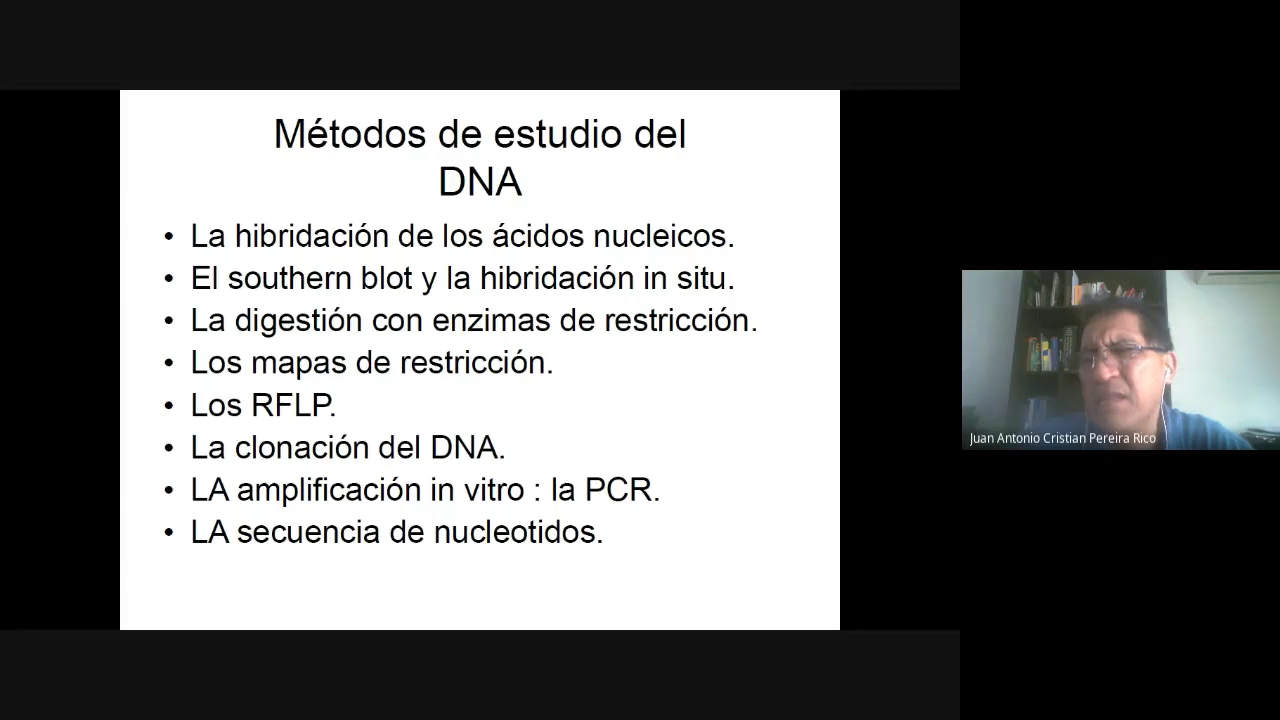 Métodos de estudio del
DNA
• La hibridación de los ácidos nucleicos.
• El southern blot y la hibridación in situ.
• La digestión con enzimas de restricción.
• Los mapas de restricción.
• Los RFLP.
• La clonación del DNA.
• LA amplificación in vitro : la PCR.
• LA secuencia de nucleotidos.
Juan Antonio Cristian Pereira Rico